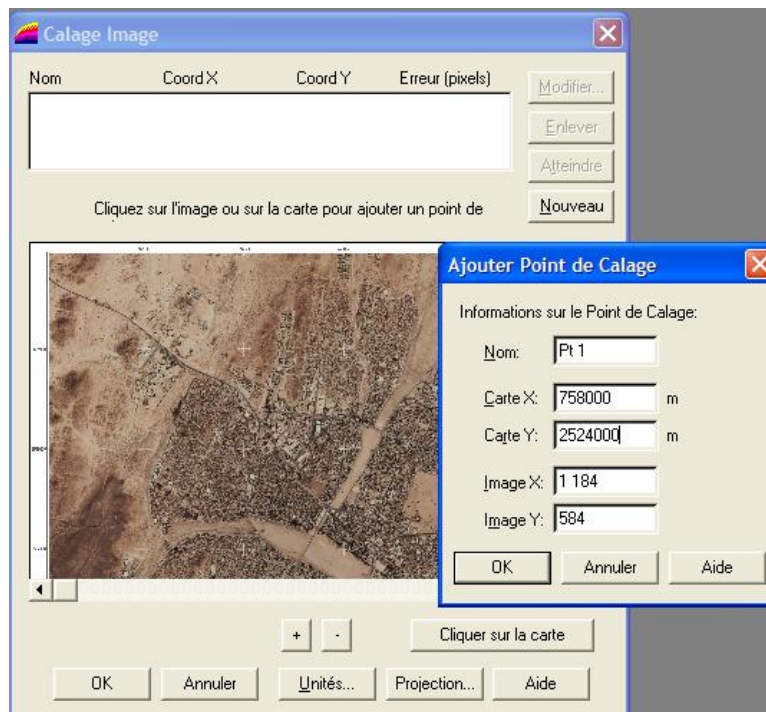 Calage Image
Nom Coord X Coord Y Erreur (pixels)
Modifier...
Enlever
Atteindre
Nouveau
Cliquez sur l'image ou sur la carte pour ajouter un point de
Ajouter Point de Calage
Informations sur le Point de Calage:
Nom: Pt 1
Carte X: 758000 m
Carte Y: 2524000 m
Image X: 1 184
Image Y: 584
OK Annuler Aide
+ - Cliquer sur la carte
OK Annuler Unités... Projection... Aide